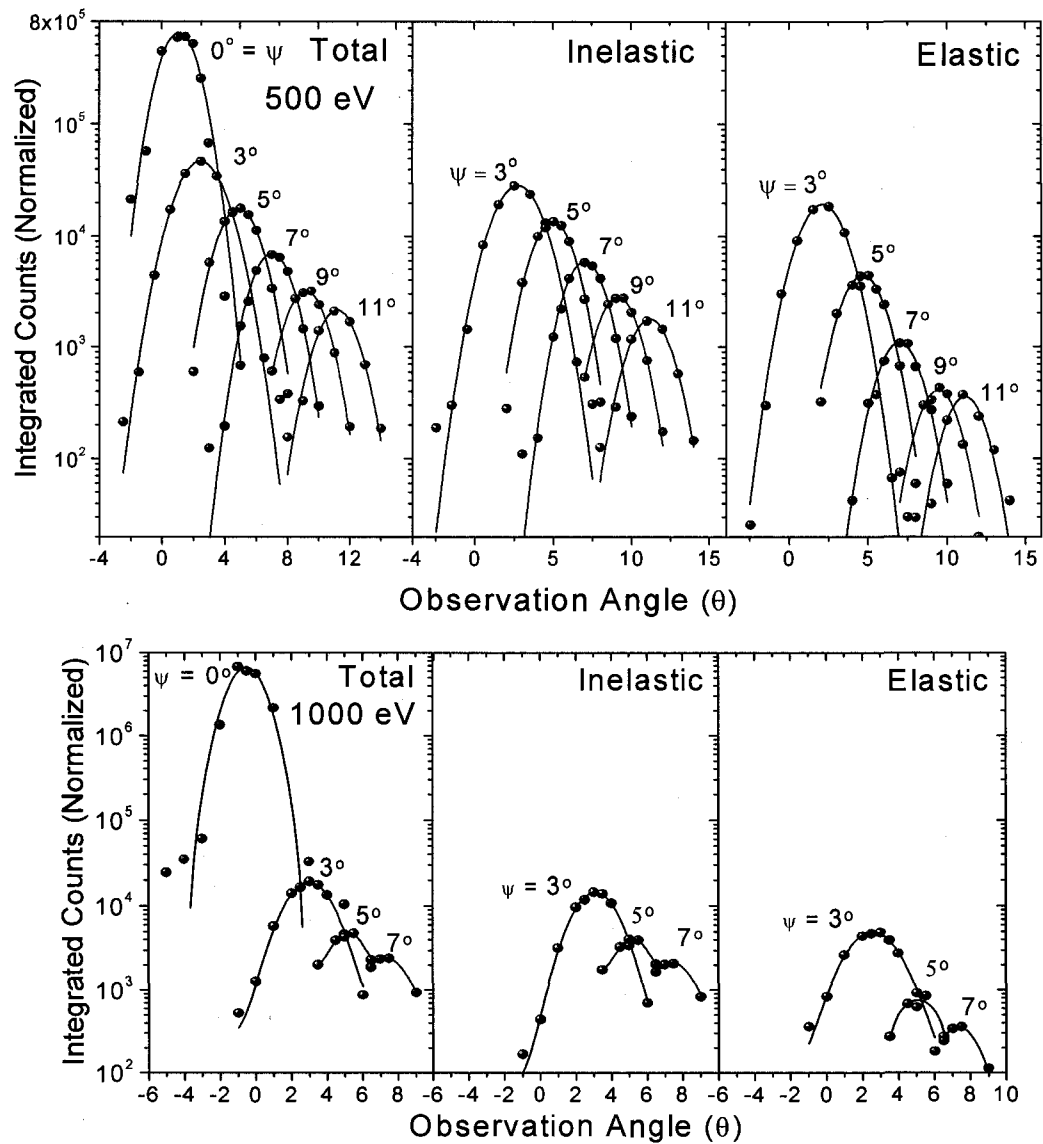 8x10⁵
10⁵
10⁴
10³
10²
Integrated Counts (Normalized)
0° = ψ Total
500 eV
3°
5°
7°
9°
11°
Inelastic
ψ = 3°
5°
7°
9°
11°
Elastic
ψ = 3°
5°
7°
9°
11°
-4 0 4 8 12 -4 0 5 10 15 -4 0 5 10 15
Observation Angle (θ)
10⁷
10⁶
10⁵
10⁴
10³
10²
Integrated Counts (Normalized)
ψ = 0° Total
1000 eV
3°
5°
7°
Inelastic
ψ = 3°
5°
7°
Elastic
ψ = 3°
5°
7°
-6 -4 -2 0 2 4 6 8 -6 -4 -2 0 2 4 6 8 -6 -4 -2 0 2 4 6 8 10
Observation Angle (θ)